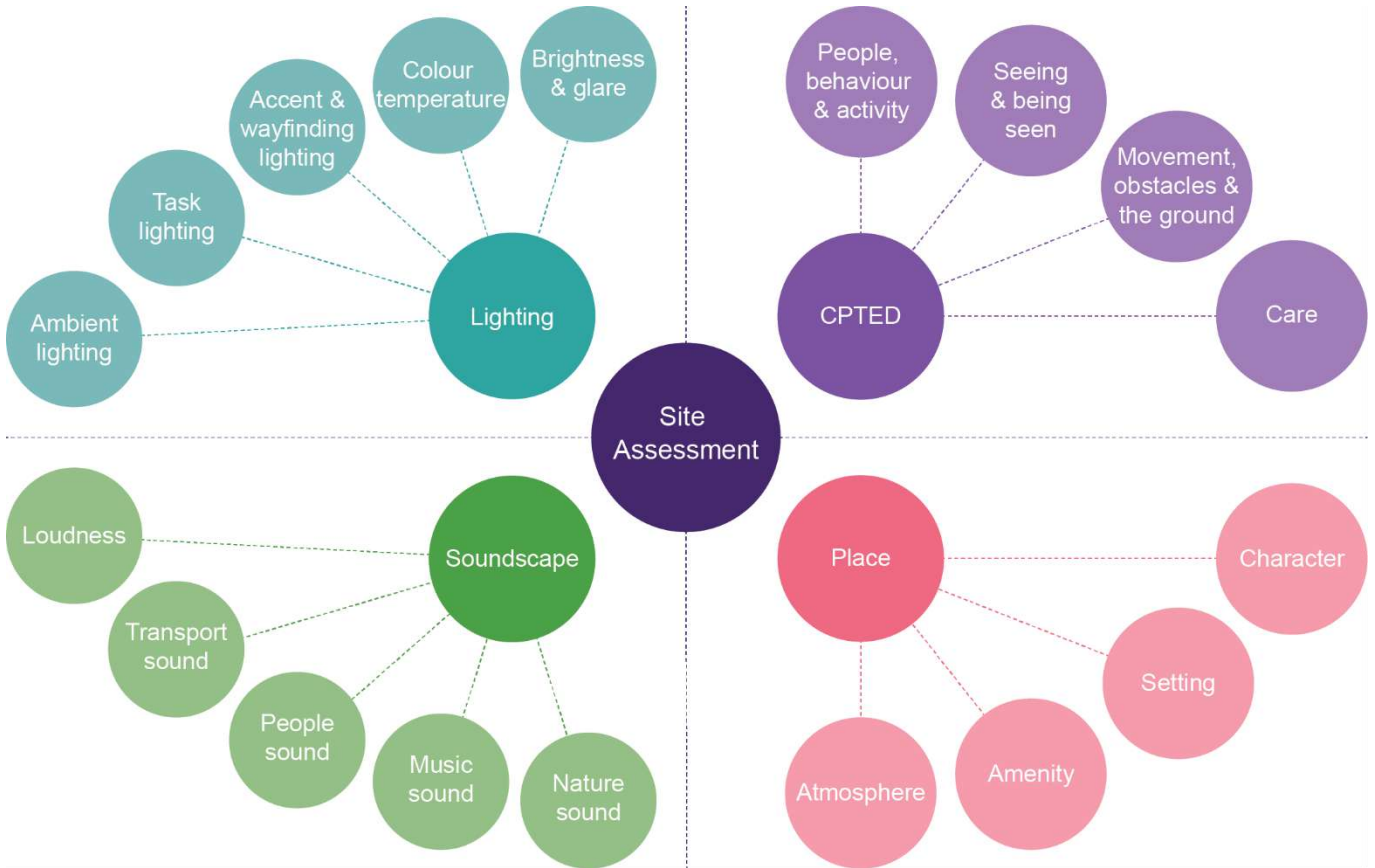 Brightness
& glare
Colour
temperature
Accent &
wayfinding
lighting
Task
lighting
Ambient
lighting
Lighting
People,
behaviour
& activity
Seeing
& being
seen
Movement,
obstacles &
the ground
Care
CPTED
Site
Assessment
Loudness
Transport
sound
People
sound
Music
sound
Nature
sound
Soundscape
Place
Character
Setting
Amenity
Atmosphere